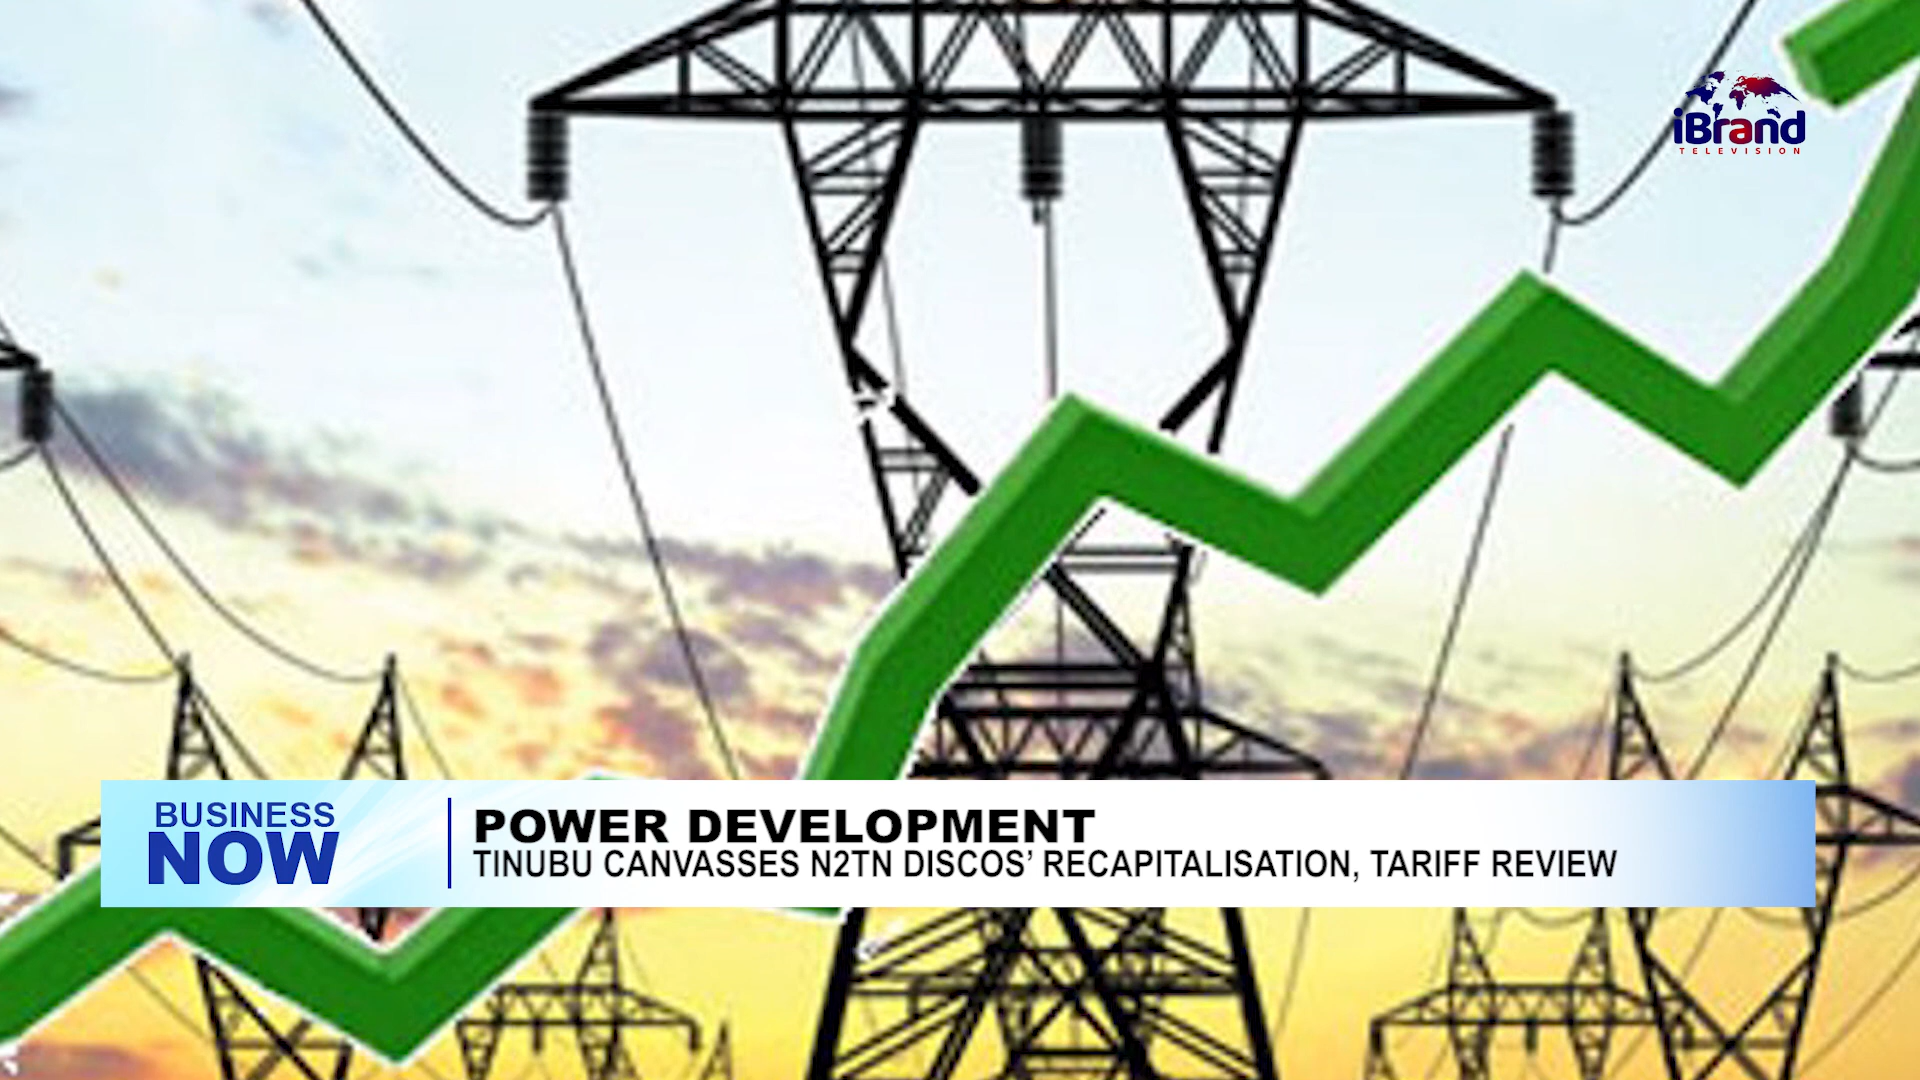 iBrand
TELEVISION
BUSINESS
NOW
POWER DEVELOPMENT
TINUBU CANVASSES N2TN DISCOS’ RECAPITALISATION, TARIFF REVIEW